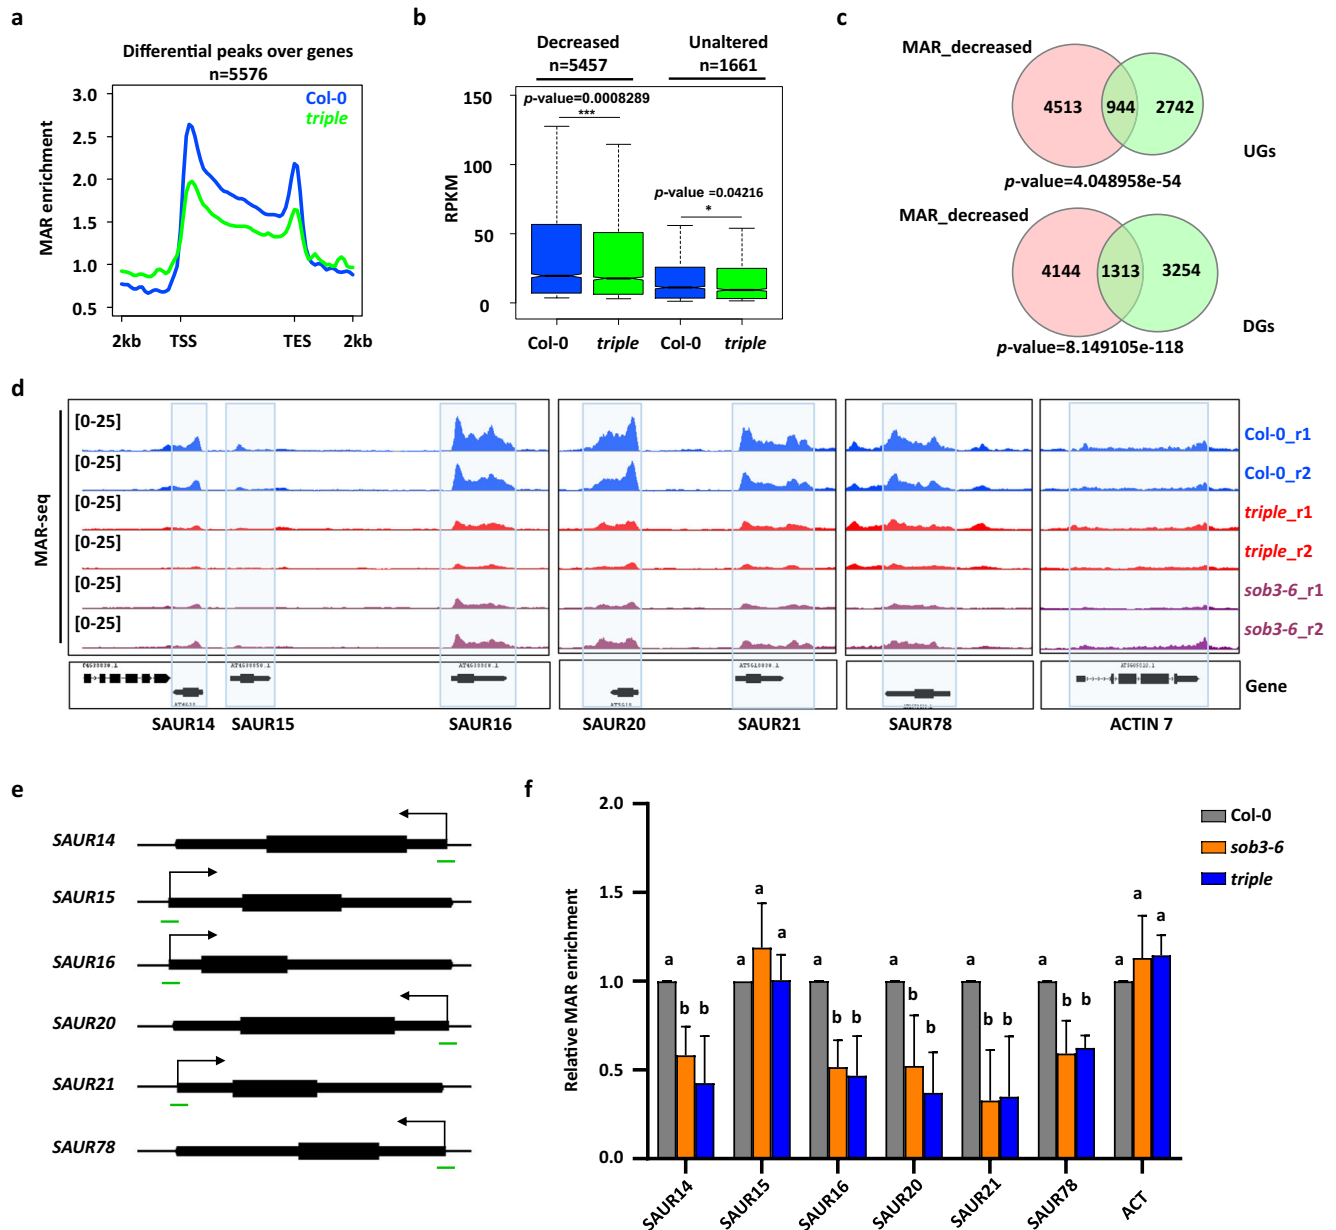 a
Differential peaks over genes
n=5576
Col-0
triple
MAR enrichment
3.0
2.5
2.0
1.5
1.0
0.5
2kb TSS TES 2kb
b
Decreased Unaltered
n=5457 n=1661
p-value=0.0008289
***
p-value =0.04216
*
RPKM
150
100
50
0
Col-0 triple Col-0 triple
c
MAR_decreased
4513 944 2742
UGs
p-value=4.048958e-54
MAR_decreased
4144 1313 3254
DGs
p-value=8.149105e-118
d
MAR-seq
[0-25] Col-0_r1
[0-25] Col-0_r2
[0-25] triple_r1
[0-25] triple_r2
[0-25] sob3-6_r1
[0-25] sob3-6_r2
Gene
SAUR14 SAUR15 SAUR16 SAUR20 SAUR21 SAUR78 ACTIN 7
e
SAUR14
SAUR15
SAUR16
SAUR20
SAUR21
SAUR78
f
Relative MAR enrichment
2.0
1.5
1.0
0.5
0.0
Col-0
sob3-6
triple
a b b
a a a
a b b
a b b
a b b
a b b
a a a
SAUR14 SAUR15 SAUR16 SAUR20 SAUR21 SAUR78 ACT